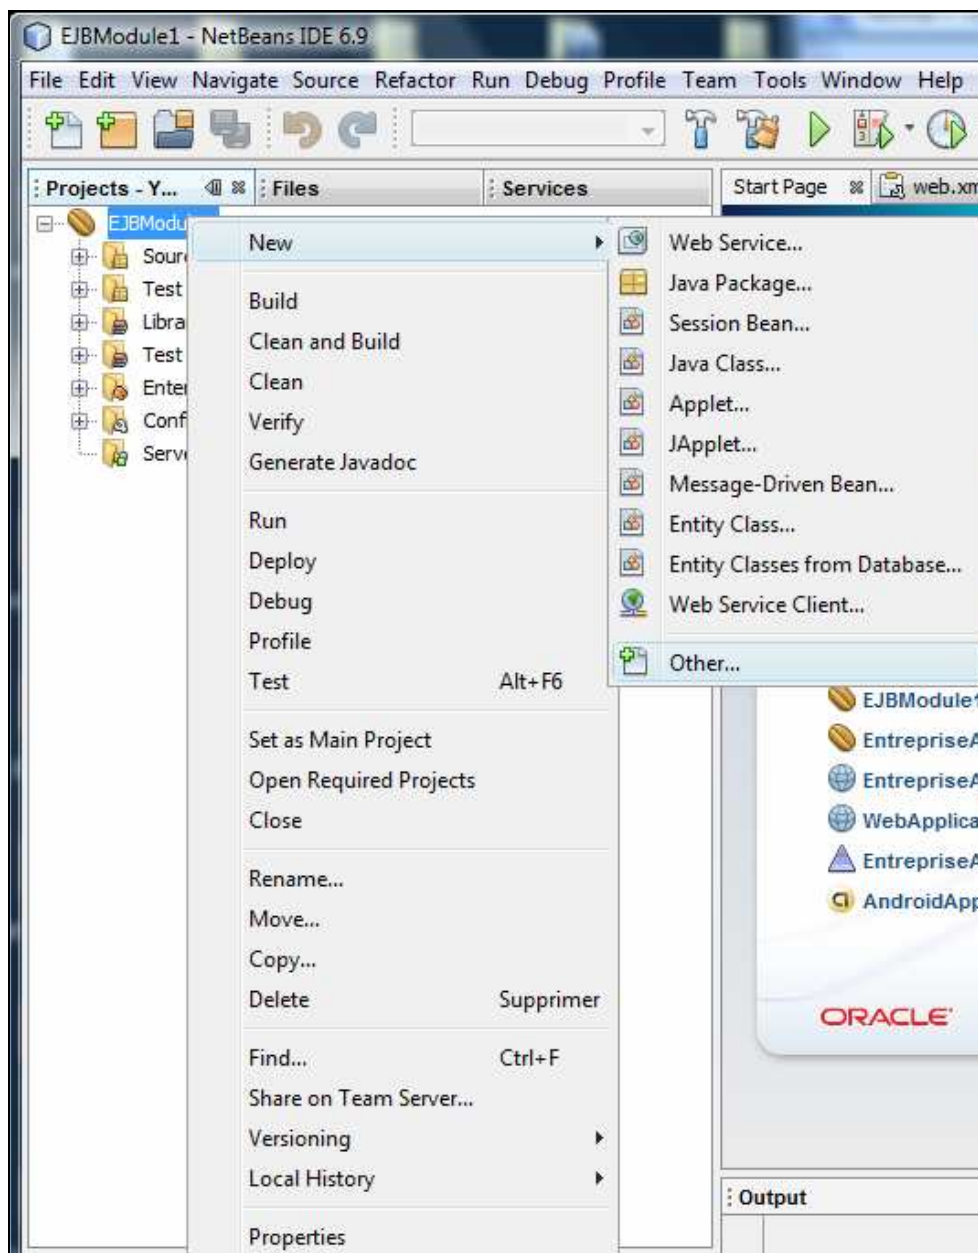 EJBModule1 - NetBeans IDE 6.9
File Edit View Navigate Source Refactor Run Debug Profile Team Tools Window Help
Projects - Y... Files Services Start Page web.xm
EJBModu
Sour
Test
Libra
Test
Enter
Conf
Serve
New
Build
Clean and Build
Clean
Verify
Generate Javadoc
Run
Deploy
Debug
Profile
Test Alt+F6
Set as Main Project
Open Required Projects
Close
Rename...
Move...
Copy...
Delete Supprimer
Find... Ctrl+F
Share on Team Server...
Versioning
Local History
Properties
Web Service...
Java Package...
Session Bean...
Java Class...
Applet...
JApplet...
Message-Driven Bean...
Entity Class...
Entity Classes from Database...
Web Service Client...
Other...
EJBModule1
EntrepriseA
EntrepriseA
WebApplica
EntrepriseA
AndroidApp
ORACLE
Output